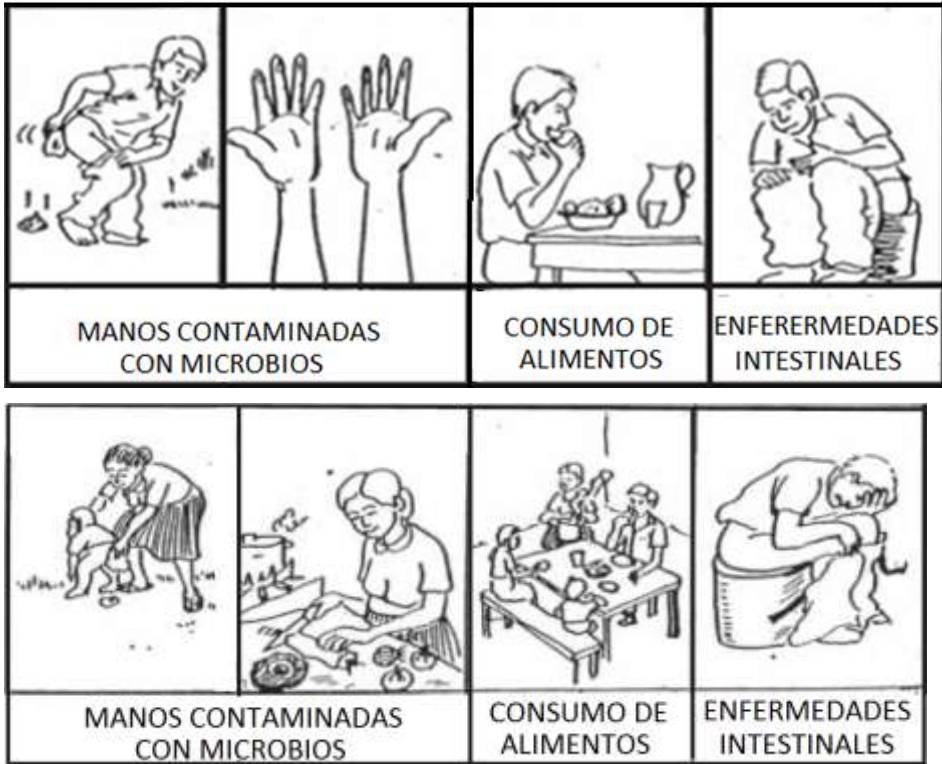 MANOS CONTAMINADAS
CON MICROBIOS
CONSUMO DE
ALIMENTOS
ENFERERMEDADES
INTESTINALES
MANOS CONTAMINADAS
CON MICROBIOS
CONSUMO DE
ALIMENTOS
ENFERMEDADES
INTESTINALES